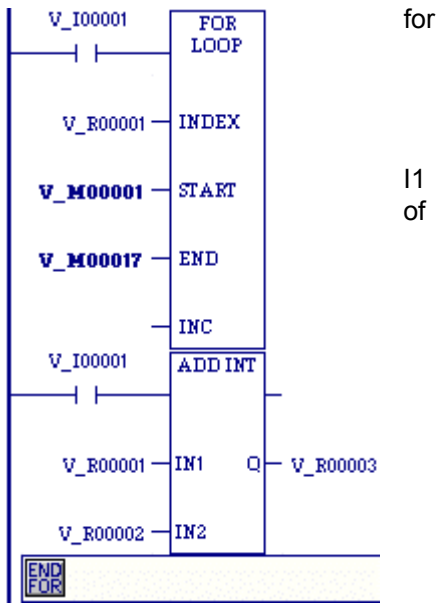 V_I00001
FOR
LOOP
for
V_R00001
INDEX
V_M00001
START
I1
of
V_M00017
END
INC
V_I00001
ADD INT
V_R00001
IN1
Q
V_R00003
V_R00002
IN2
END
FOR